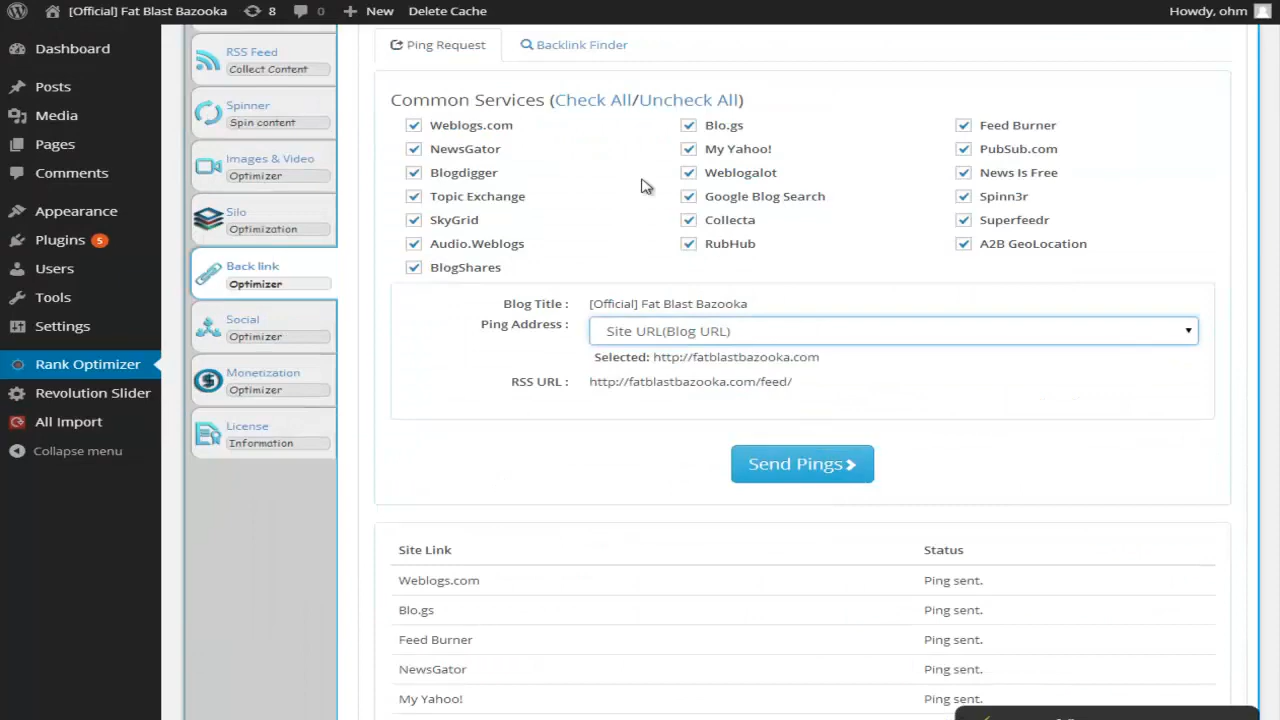 [Official] Fat Blast Bazooka 8 0 New Delete Cache Howdy, ohm
Dashboard
Posts
Media
Pages
Comments
Appearance
Plugins 5
Users
Tools
Settings
Rank Optimizer
Revolution Slider
All Import
Collapse menu
RSS Feed
Collect Content
Spinner
Spin content
Images & Video
Optimizer
Silo
Optimization
Back link
Optimizer
Social
Optimizer
Monetization
Optimizer
License
Information
Ping Request Backlink Finder
Common Services (Check All/Uncheck All)
Weblogs.com Blo.gs Feed Burner
NewsGator My Yahoo! PubSub.com
Blogdigger Weblogalot News Is Free
Topic Exchange Google Blog Search Spinn3r
SkyGrid Collecta Superfeedr
Audio.Weblogs RubHub A2B GeoLocation
BlogShares
Blog Title : [Official] Fat Blast Bazooka
Ping Address : Site URL(Blog URL)
Selected: http://fatblastbazooka.com
RSS URL : http://fatblastbazooka.com/feed/
Send Pings
Site Link Status
Weblogs.com Ping sent.
Blo.gs Ping sent.
Feed Burner Ping sent.
NewsGator Ping sent.
My Yahoo! Ping sent.